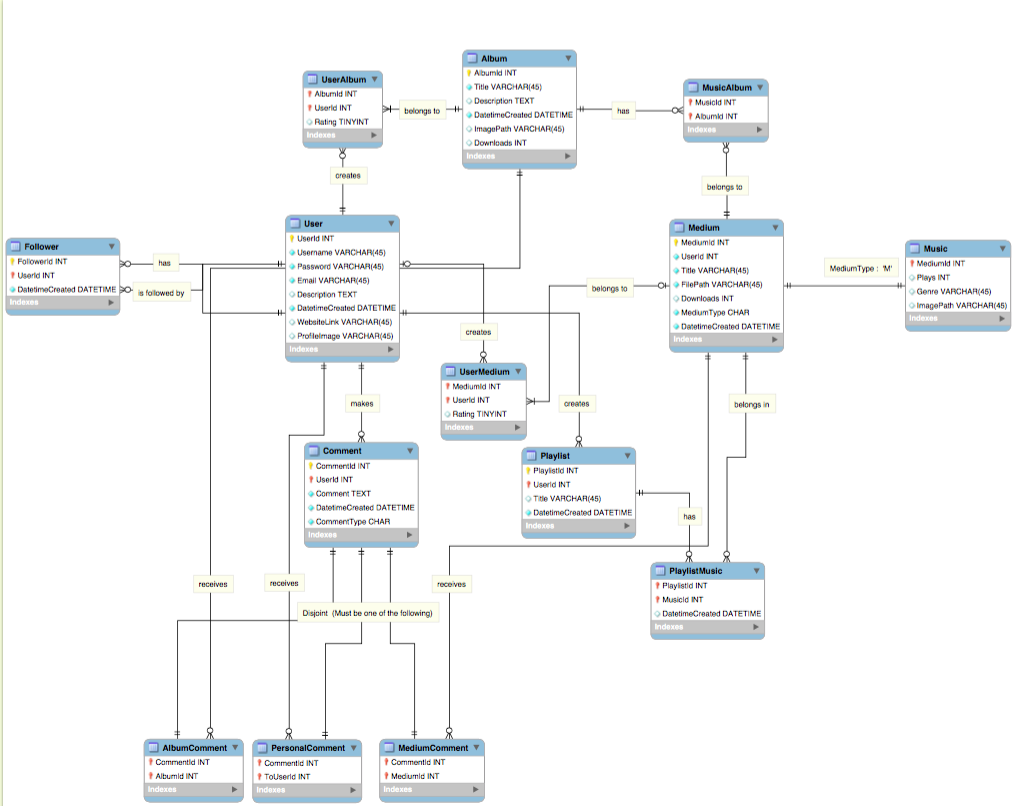 Album
AlbumId INT
Title VARCHAR(45)
Description TEXT
DatetimeCreated DATETIME
ImagePath VARCHAR(45)
Downloads INT
Indexes
UserAlbum
AlbumId INT
UserId INT
Rating TINYINT
Indexes
belongs to
has
MusicAlbum
MusicId INT
AlbumId INT
Indexes
creates
belongs to
User
UserId INT
Username VARCHAR(45)
Password VARCHAR(45)
Email VARCHAR(45)
Description TEXT
DatetimeCreated DATETIME
WebsiteLink VARCHAR(45)
ProfileImage VARCHAR(45)
Indexes
Follower
FollowerId INT
UserId INT
DatetimeCreated DATETIME
Indexes
has
is followed by
Medium
MediumId INT
UserId INT
Title VARCHAR(45)
FilePath VARCHAR(45)
Downloads INT
MediumType CHAR
DatetimeCreated DATETIME
Indexes
MediumType : 'M'
Music
MediumId INT
Plays INT
Genre VARCHAR(45)
ImagePath VARCHAR(45)
Indexes
belongs to
creates
UserMedium
MediumId INT
UserId INT
Rating TINYINT
Indexes
makes
creates
belongs in
Comment
CommentId INT
UserId INT
Comment TEXT
DatetimeCreated DATETIME
CommentType CHAR
Indexes
Playlist
PlaylistId INT
UserId INT
Title VARCHAR(45)
DatetimeCreated DATETIME
Indexes
has
PlaylistMusic
PlaylistId INT
MusicId INT
DatetimeCreated DATETIME
Indexes
receives
receives
receives
Disjoint (Must be one of the following)
AlbumComment
CommentId INT
AlbumId INT
Indexes
PersonalComment
CommentId INT
ToUserId INT
Indexes
MediumComment
CommentId INT
MediumId INT
Indexes